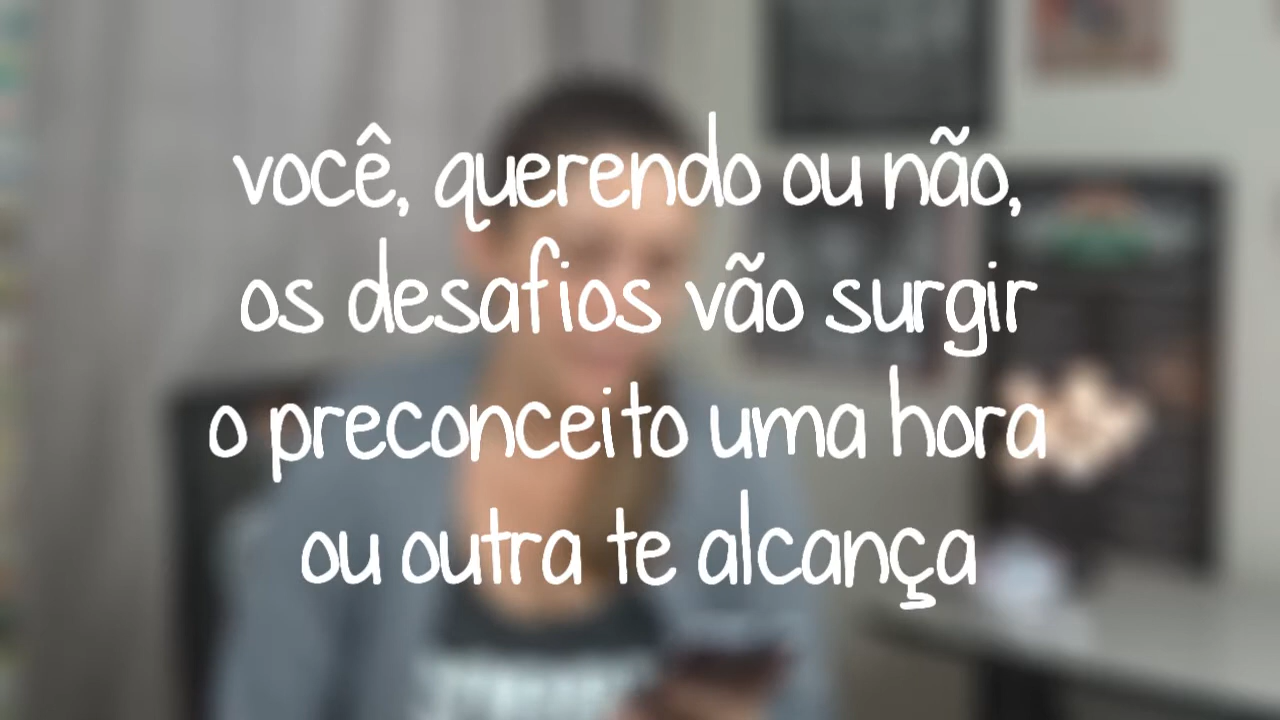 você, querendo ou não,
os desafios vão surgir
o preconceito uma hora
ou outra te alcança